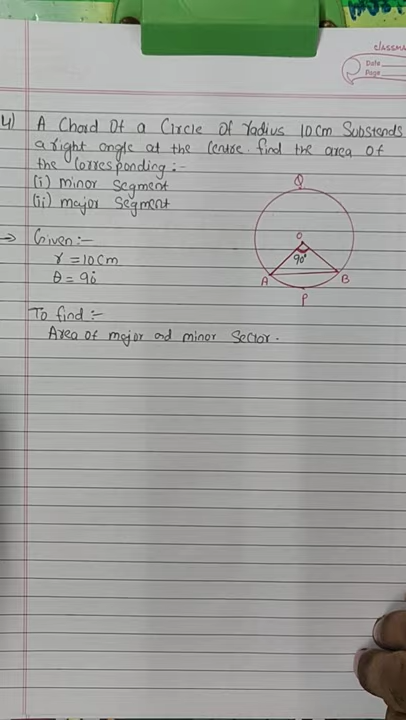 classma
Date
Page
4) A Chord Of a Circle Of radius 10 cm Substends
a right angle at the Centre. find the area of
the Corresponding :-
(i) minor segment
(ii) major segment
Q
→ Given:-
r = 10 cm
θ = 90°
O
90°
A B
P
To find :-
Area of major and minor Sector.